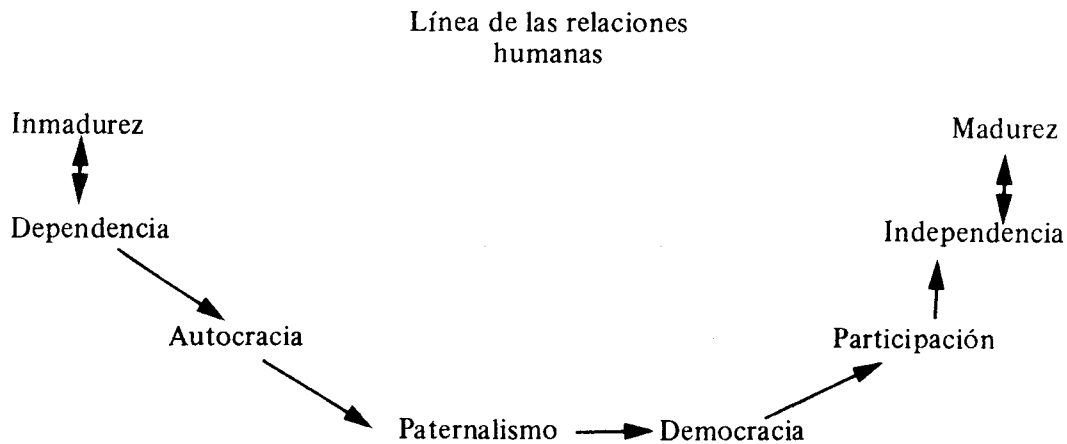 Línea de las relaciones
humanas
Inmadurez
Madurez
Dependencia
Independencia
Autocracia
Participación
Paternalismo
Democracia